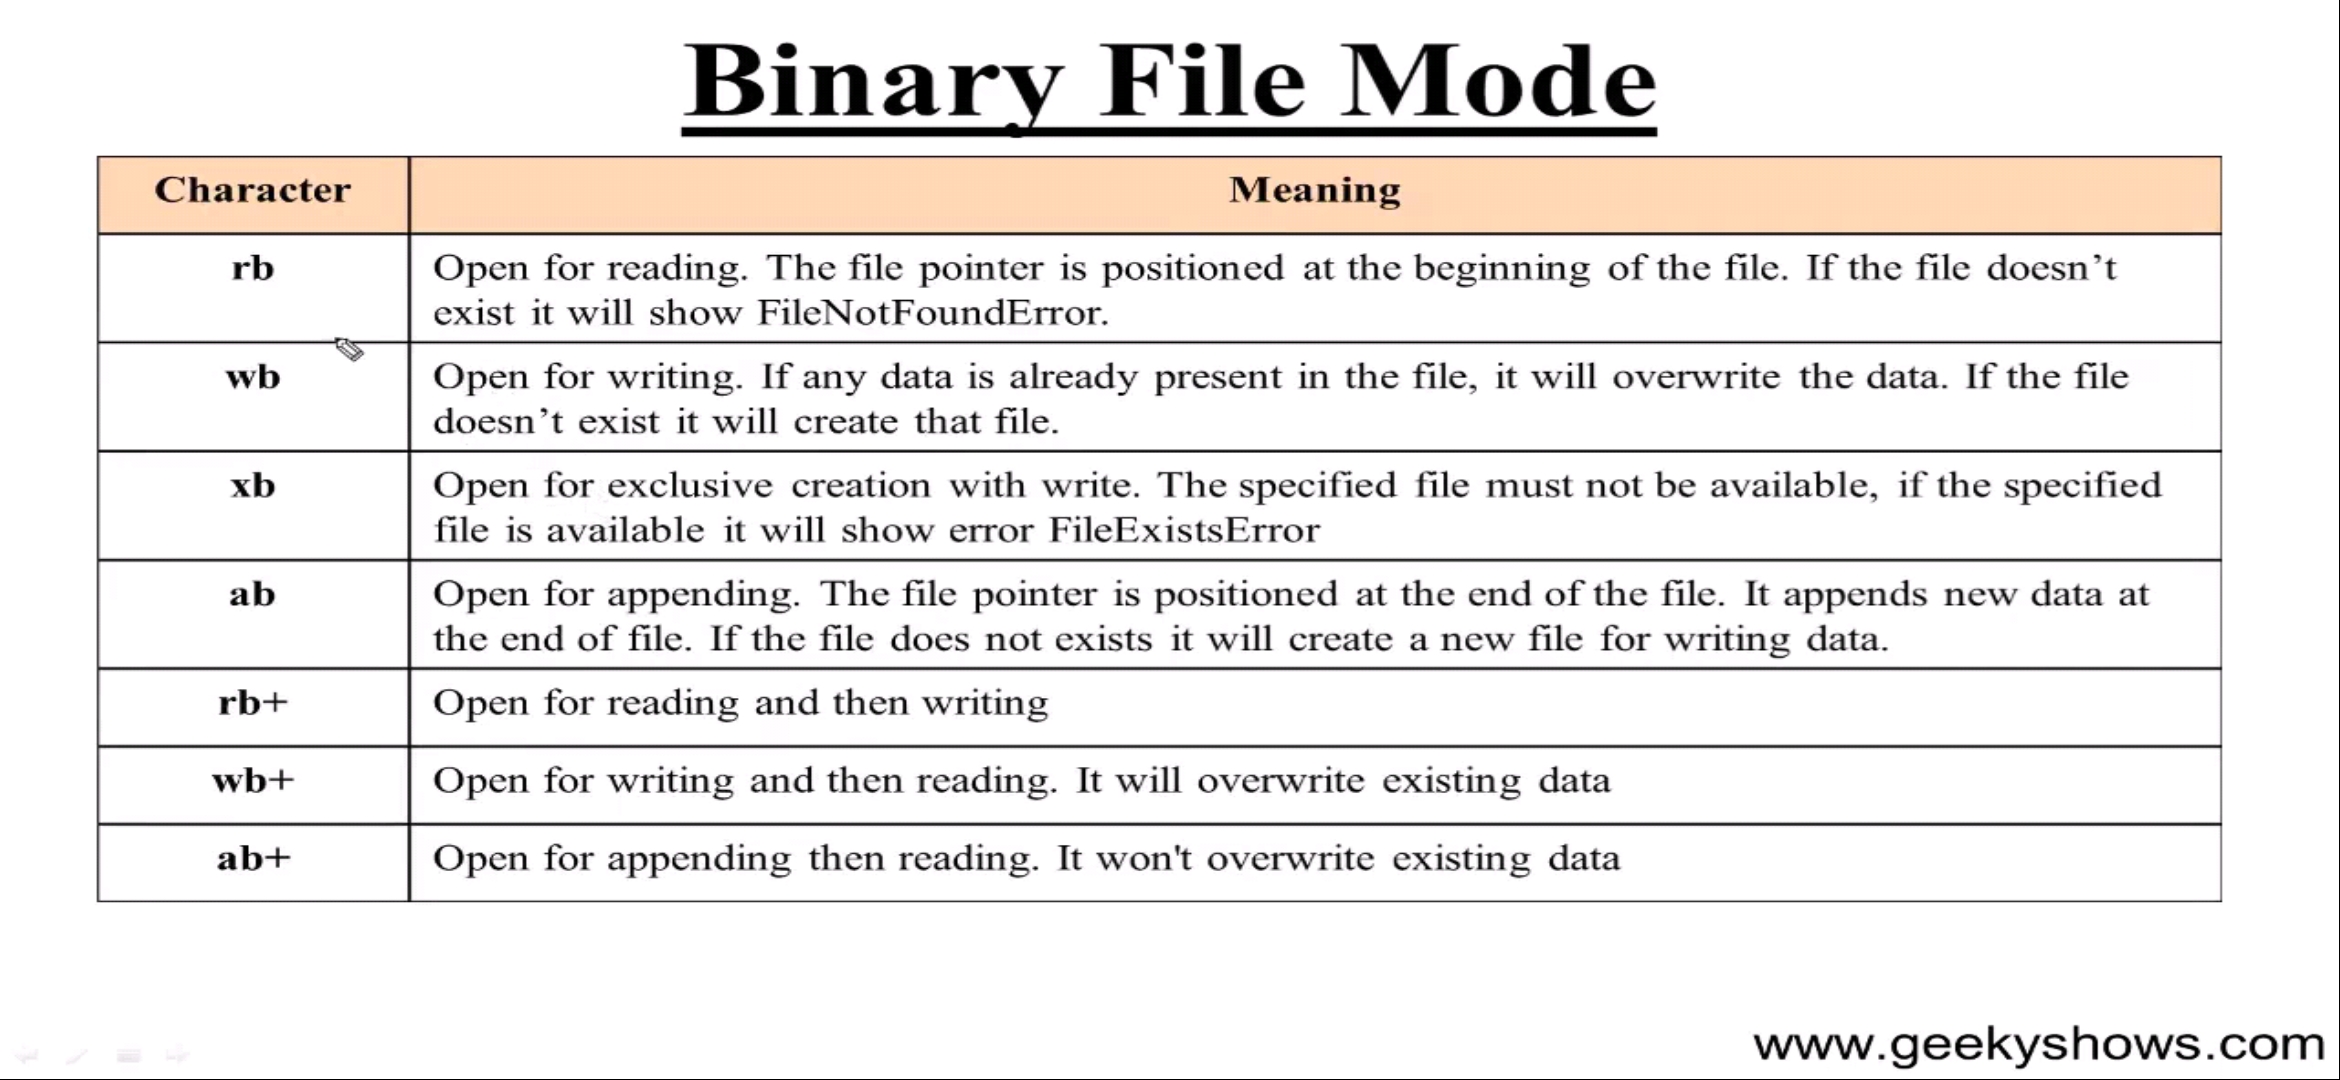 Binary File Mode
Character Meaning
rb Open for reading. The file pointer is positioned at the beginning of the file. If the file doesn’t
exist it will show FileNotFoundError.
wb Open for writing. If any data is already present in the file, it will overwrite the data. If the file
doesn’t exist it will create that file.
xb Open for exclusive creation with write. The specified file must not be available, if the specified
file is available it will show error FileExistsError
ab Open for appending. The file pointer is positioned at the end of the file. It appends new data at
the end of file. If the file does not exists it will create a new file for writing data.
rb+ Open for reading and then writing
wb+ Open for writing and then reading. It will overwrite existing data
ab+ Open for appending then reading. It won't overwrite existing data
www.geekyshows.com